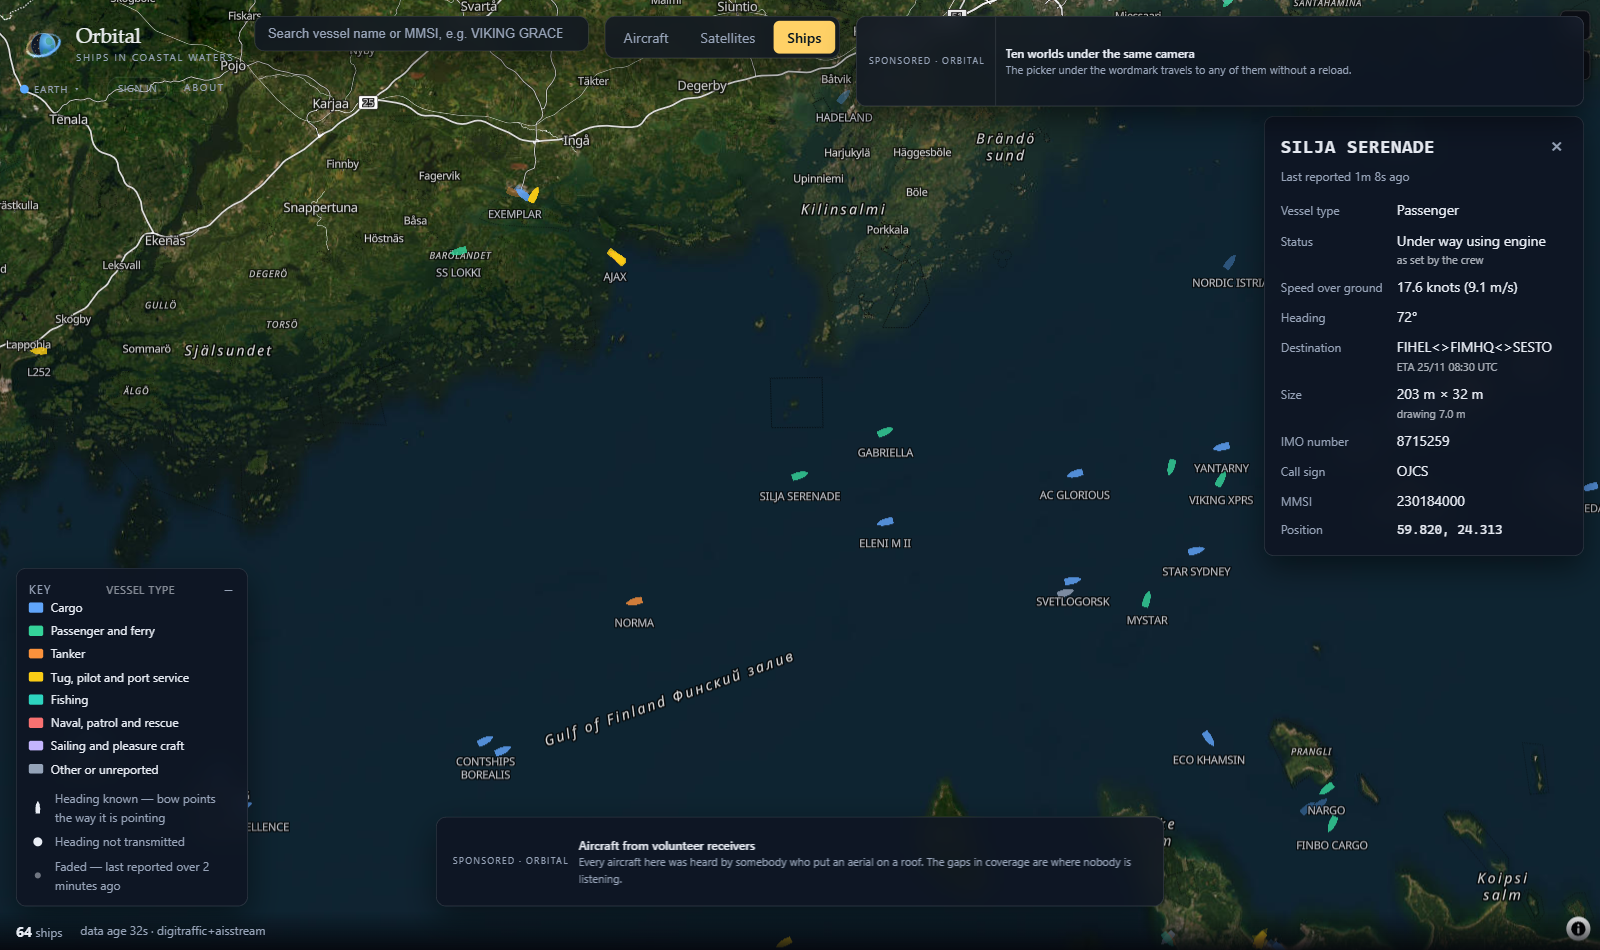 Orbital
SHIPS IN COASTAL WATERS
EARTH
SIGN IN
ABOUT
Search vessel name or MMSI, e.g. VIKING GRACE
Aircraft
Satellites
Ships
SPONSORED · ORBITAL
Ten worlds under the same camera
The picker under the wordmark travels to any of them without a reload.
Fiskars
Svartå
Siuntio
SANTAHAMINA
Pojo
Täkter
Degerby
Båtvik
Karjaa
25
51
HADELAND
Tenala
Ingå
Brändö
sund
Finnby
Harjukylä
Häggesböle
Fagervik
Upinniemi
Böle
Snappertuna
EXEMPLAR
Båsa
Kilinsalmi
Höstnäs
Porkkala
Ekenäs
BAROLANDET
SS LOKKI
Leksvall
DEGERÖ
AJAX
NORDIC ISTRIA
GULLÖ
Skogby
TORSÖ
Lappohja
Sommarö
Själsundet
L252
ÄLGÖ
GABRIELLA
SILJA SERENADE
AC GLORIOUS
YANTARNY
VIKING XPRS
ELENI M II
STAR SYDNEY
SVETLOGORSK
MYSTAR
NORMA
Gulf of Finland Финский залив
CONTSHIPS
BOREALIS
ECO KHAMSIN
PRANGLI
NARGO
FINBO CARGO
Koipsi
salm
SILJA SERENADE
×
Last reported 1m 8s ago
Vessel type Passenger
Status Under way using engine
as set by the crew
Speed over ground 17.6 knots (9.1 m/s)
Heading 72°
Destination FIHEL<>FIMHQ<>SESTO
ETA 25/11 08:30 UTC
Size 203 m × 32 m
drawing 7.0 m
IMO number 8715259
Call sign OJCS
MMSI 230184000
Position 59.820, 24.313
KEY VESSEL TYPE –
Cargo
Passenger and ferry
Tanker
Tug, pilot and port service
Fishing
Naval, patrol and rescue
Sailing and pleasure craft
Other or unreported
Heading known — bow points
the way it is pointing
Heading not transmitted
Faded — last reported over 2
minutes ago
SPONSORED · ORBITAL
Aircraft from volunteer receivers
Every aircraft here was heard by somebody who put an aerial on a roof. The gaps in coverage are where nobody is
listening.
64 ships
data age 32s · digitraffic+aisstream